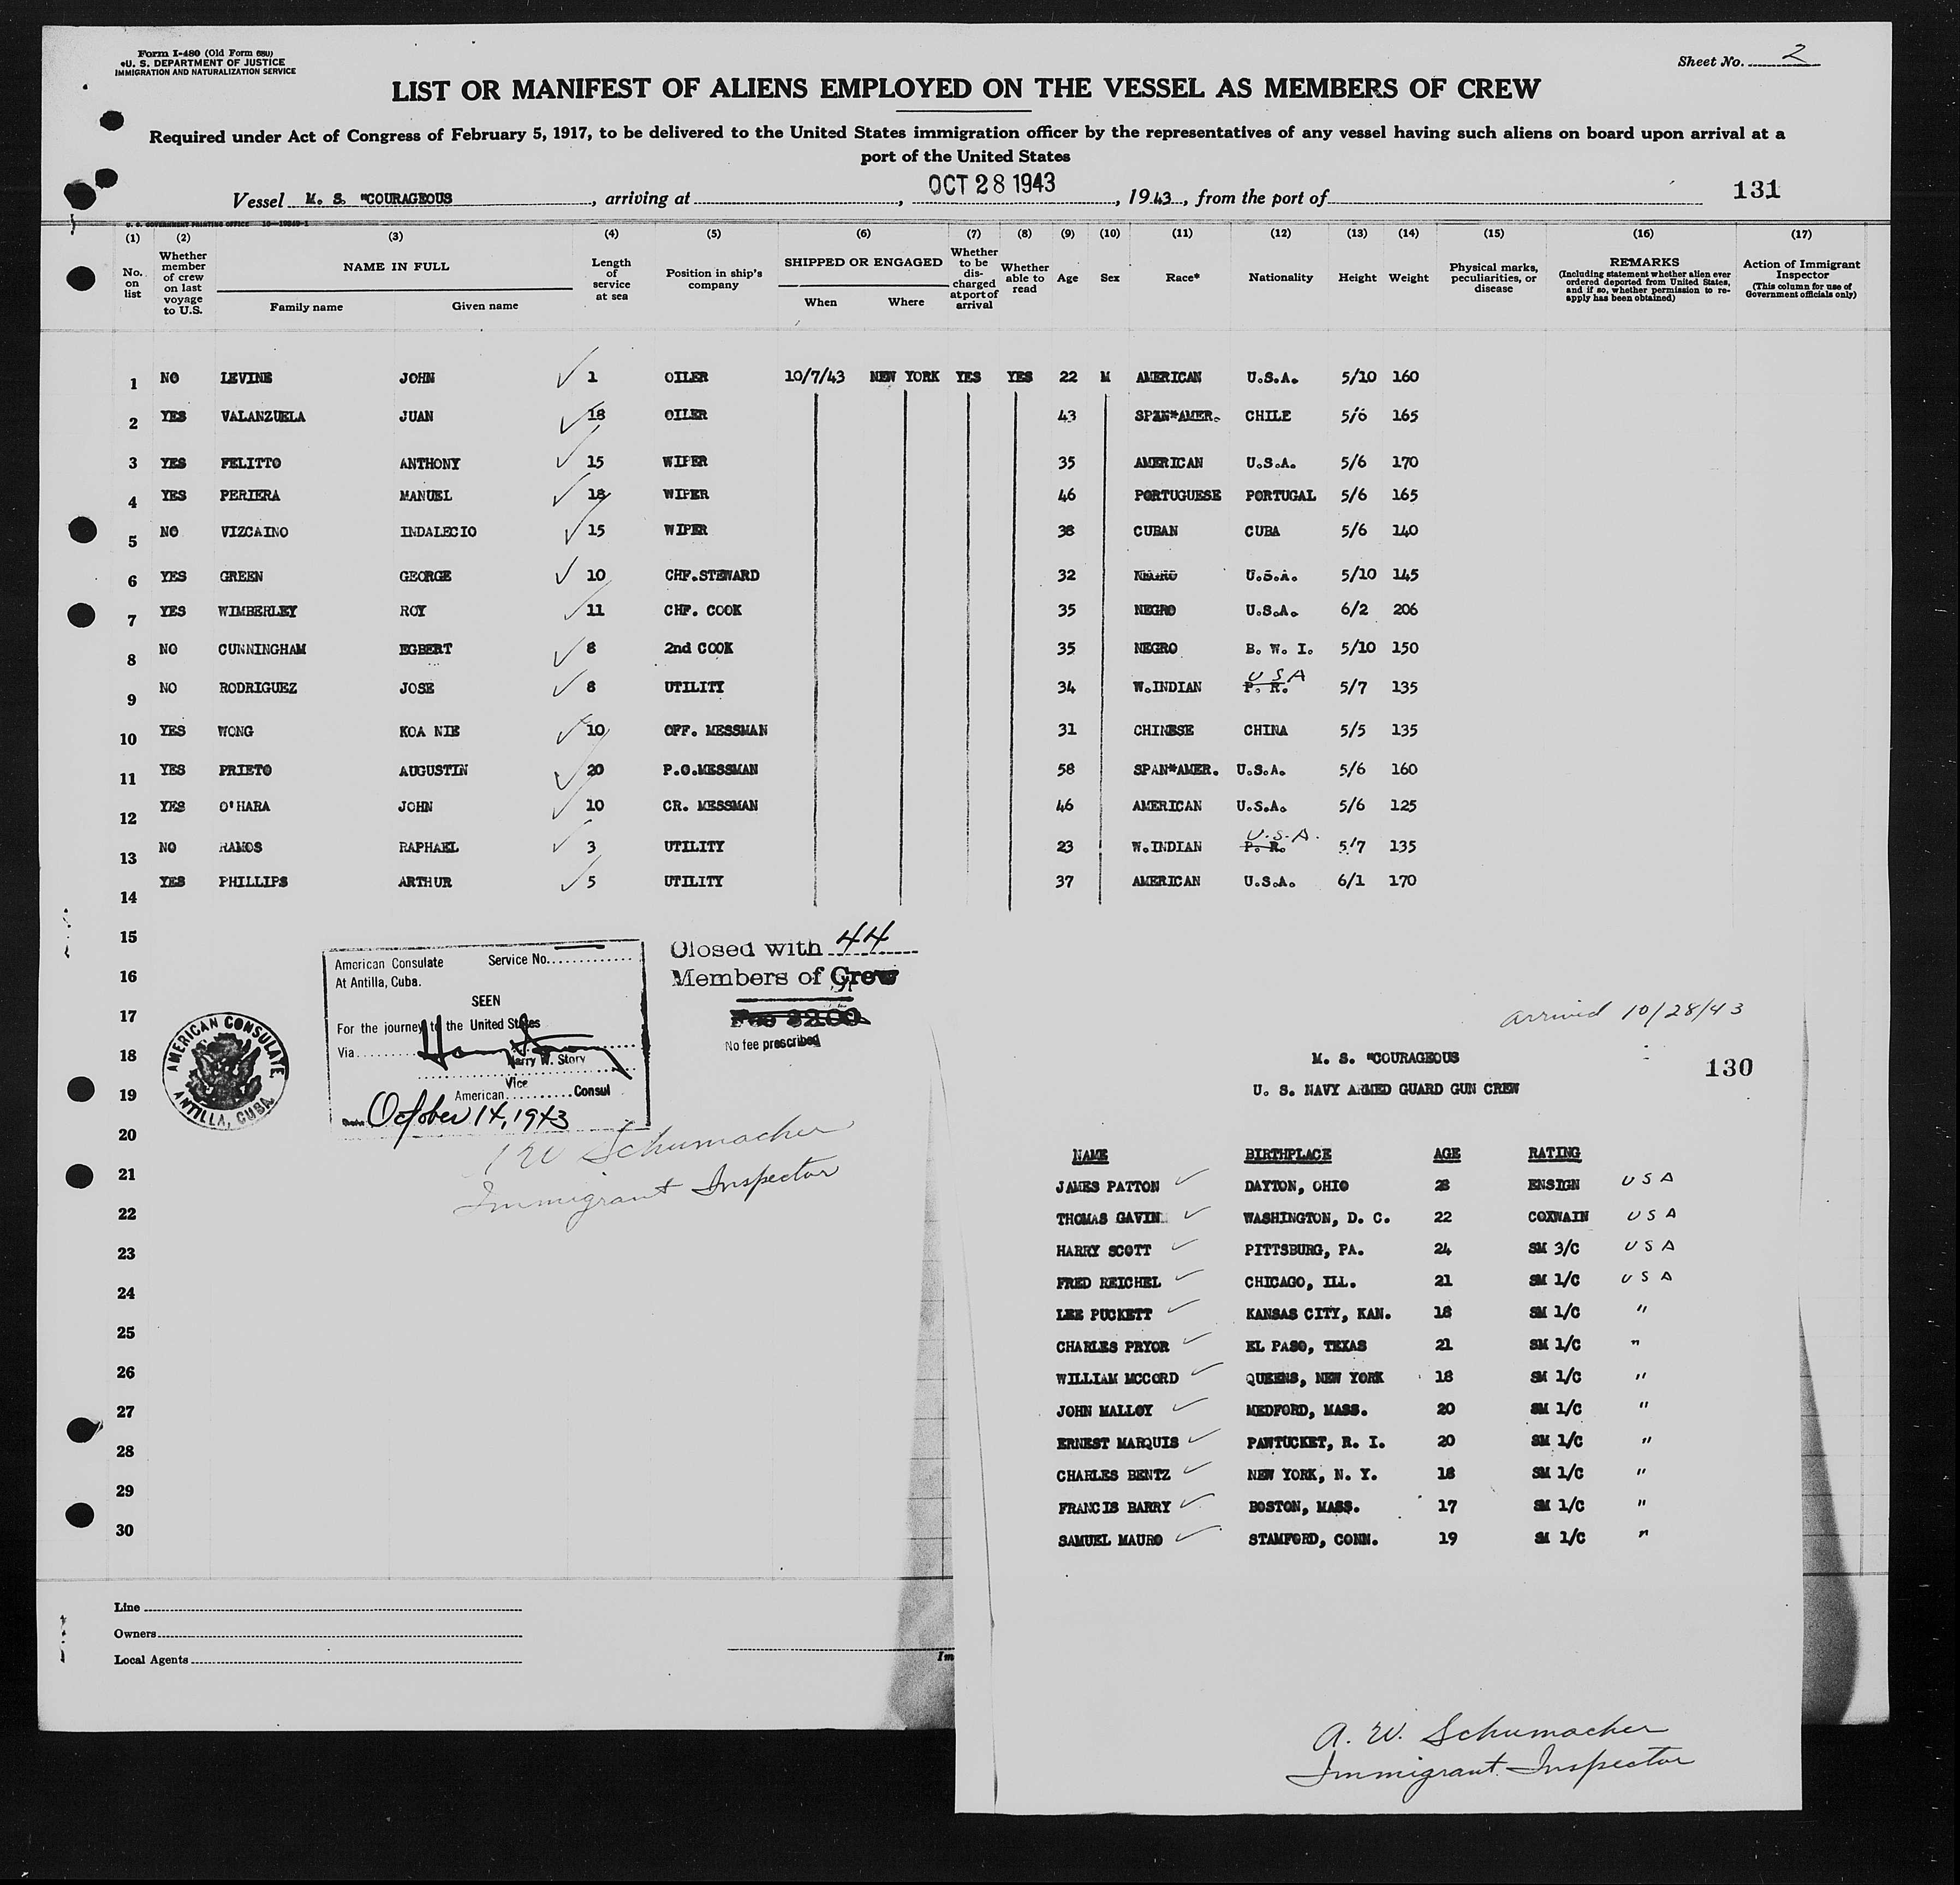 Form I-480 (Old Form 680)
U. S. DEPARTMENT OF JUSTICE
IMMIGRATION AND NATURALIZATION SERVICE
Sheet No. 2
LIST OR MANIFEST OF ALIENS EMPLOYED ON THE VESSEL AS MEMBERS OF CREW
Required under Act of Congress of February 5, 1917, to be delivered to the United States immigration officer by the representatives of any vessel having such aliens on board upon arrival at a
port of the United States
Vessel M. S. "COURAGEOUS, arriving at , OCT 28 1943, 1943, from the port of 131
U. S. GOVERNMENT PRINTING OFFICE
(1) (2) (3) (4) (5) (6) (7) (8) (9) (10) (11) (12) (13) (14) (15) (16) (17)
No. on list
Whether member of crew on last voyage to U.S.
NAME IN FULL
Family name Given name
Length of service at sea
Position in ship's company
SHIPPED OR ENGAGED
When Where
Whether to be discharged at port of arrival
Whether able to read
Age
Sex
Race*
Nationality
Height
Weight
Physical marks, peculiarities, or disease
REMARKS
(Including statement whether alien ever ordered deported from United States, and if so, whether permission to re-apply has been obtained)
Action of Immigrant Inspector
(This column for use of Government officials only)
1 NO LEVINE JOHN 1 OILER 10/7/43 NEW YORK YES YES 22 M AMERICAN U.S.A. 5/10 160
2 YES VALANZUELA JUAN 18 OILER 43 SPAN*AMER. CHILE 5/6 165
3 YES FELITTO ANTHONY 15 WIPER 35 AMERICAN U.S.A. 5/6 170
4 YES PERIERA MANUEL 18 WIPER 46 PORTUGUESE PORTUGAL 5/6 165
5 NO VIZCAINO INDALECIO 15 WIPER 38 CUBAN CUBA 5/6 140
6 YES GREEN GEORGE 10 CHF.STEWARD 32 NEGRO U.S.A. 5/10 145
7 YES WIMBERLEY ROY 11 CHF. COOK 35 NEGRO U.S.A. 6/2 206
8 NO CUNNINGHAM EGBERT 8 2nd COOK 35 NEGRO B. W. I. 5/10 150
9 NO RODRIGUEZ JOSE 8 UTILITY 34 W.INDIAN P. R. U S A 5/7 135
10 YES WONG KOA NIE 10 OFF. MESSMAN 31 CHINESE CHINA 5/5 135
11 YES PRIETO AUGUSTIN 20 P.O.MESSMAN 58 SPAN*AMER. U.S.A. 5/6 160
12 YES O'HARA JOHN 10 CR. MESSMAN 46 AMERICAN U.S.A. 5/6 125
13 NO RAMOS RAPHAEL 3 UTILITY 23 W.INDIAN P. R. U.S.A. 5/7 135
14 YES PHILLIPS ARTHUR 5 UTILITY 37 AMERICAN U.S.A. 6/1 170
15
16
17
18
19
20
21
22
23
24
25
26
27
28
29
30
American Consulate Service No.
At Antilla, Cuba.
SEEN
For the journey to the United States
Via
Harry W. Story
Vice
American Consul
October 14, 1943
AMERICAN CONSULATE
ANTILLA, CUBA.
Closed with 44
Members of Crew
Fee $2.00
No fee prescribed
A W Schumacher
Immigrant Inspector
Line
Owners
Local Agents
Im
arrived 10/28/43
M. S. "COURAGEOUS
130
U. S. NAVY ARMED GUARD GUN CREW
NAME BIRTHPLACE AGE RATING
JAMES PATTON DAYTON, OHIO ENSIGN U S A
THOMAS GAVIN WASHINGTON, D. C. 22 COXWAIN U S A
HARRY SCOTT PITTSBURG, PA. 24 SM 3/C U S A
FRED REICHEL CHICAGO, ILL. 21 SM 1/C U S A
LEE PUCKETT KANSAS CITY, KAN. 18 SM 1/C "
CHARLES PRYOR EL PASO, TEXAS 21 SM 1/C "
WILLIAM MCCORD QUEENS, NEW YORK 18 SM 1/C "
JOHN MALLOY MEDFORD, MASS. 20 SM 1/C "
ERNEST MARQUIS PAWTUCKET, R. I. 20 SM 1/C "
CHARLES BENTZ NEW YORK, N. Y. 18 SM 1/C "
FRANCIS BARRY BOSTON, MASS. 17 SM 1/C "
SAMUEL MAURO STAMFORD, CONN. 19 SM 1/C "
A. W. Schumacher
Immigrant Inspector